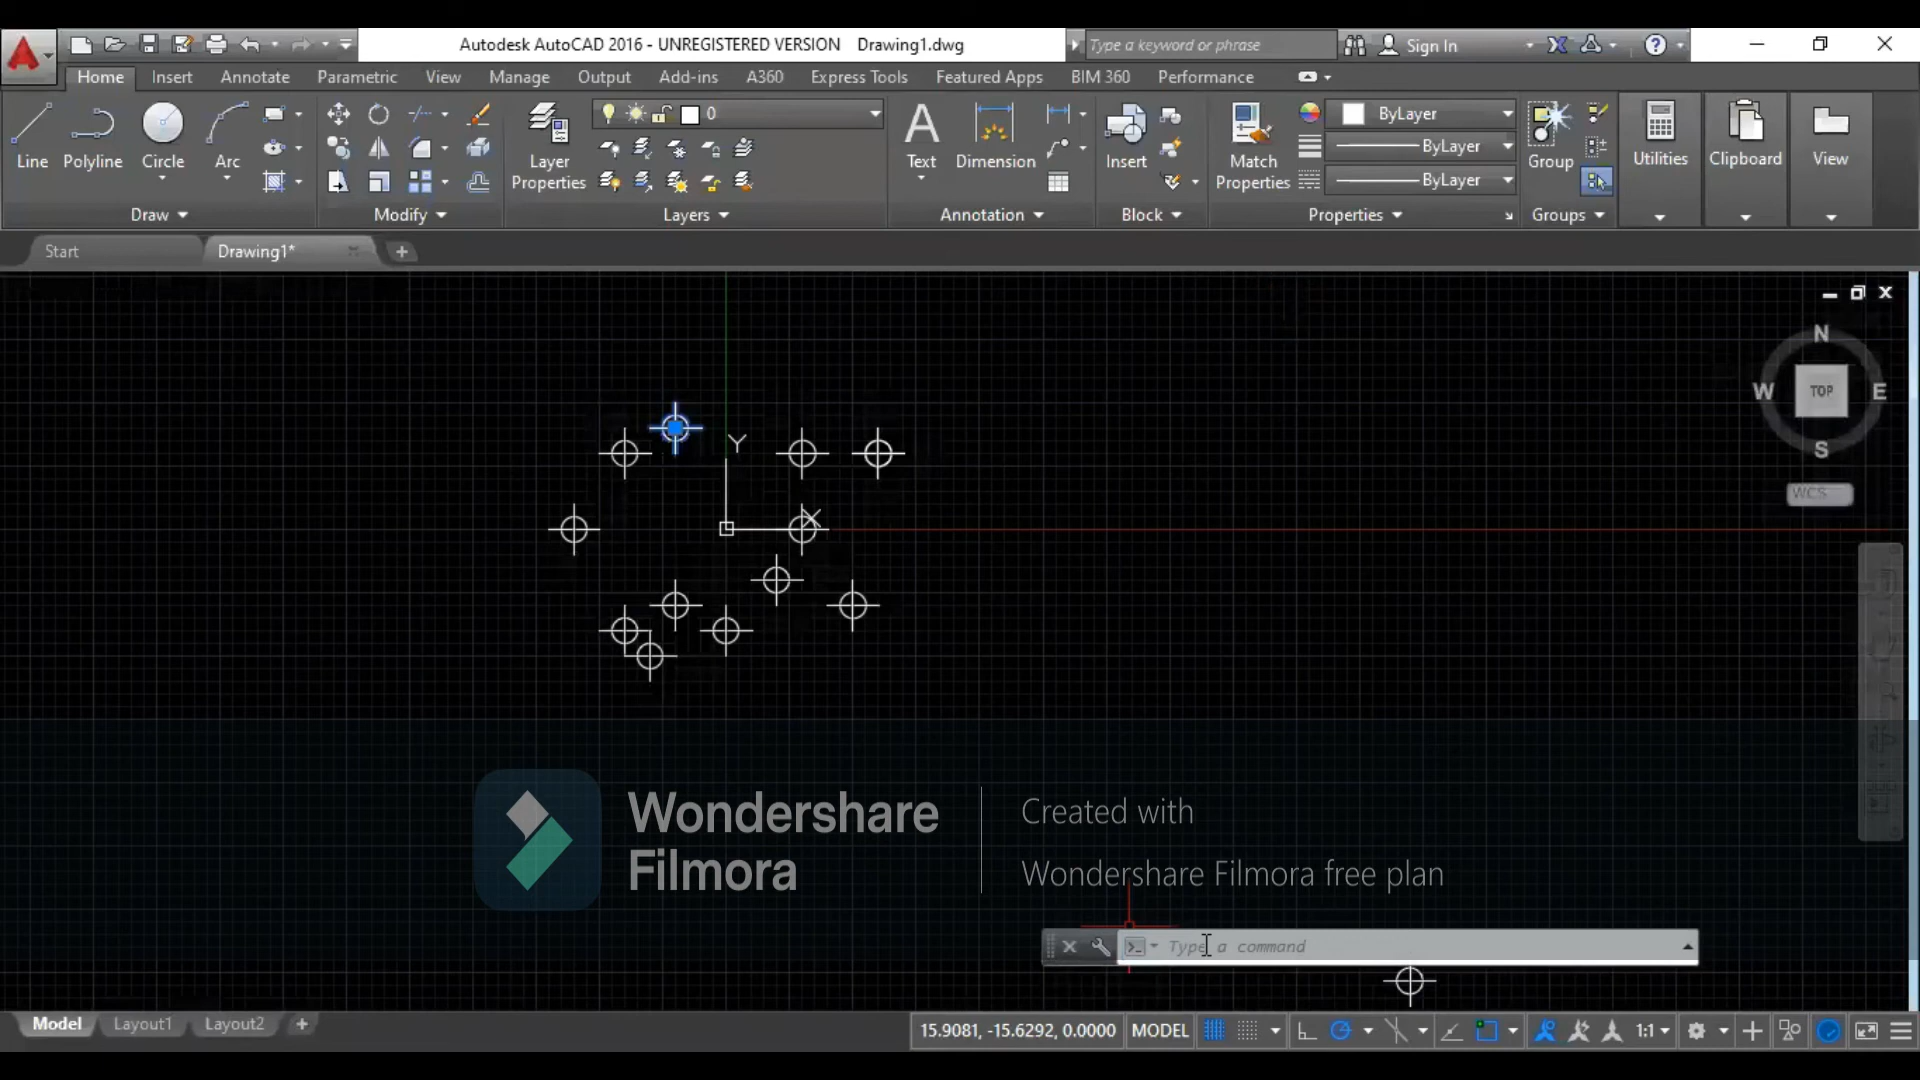 Autodesk AutoCAD 2016 - UNREGISTERED VERSION Drawing1.dwg
Type a keyword or phrase
Sign In
Home Insert Annotate Parametric View Manage Output Add-ins A360 Express Tools Featured Apps BIM 360 Performance
0
ByLayer
ByLayer
ByLayer
Line Polyline Circle Arc
Layer
Properties
Text Dimension
Insert
Match
Properties
Group
Utilities
Clipboard
View
Draw Modify Layers Annotation Block Properties Groups
Start Drawing1*
N
W TOP E
S
WCS
Y
X
Wondershare
Filmora
Created with
Wondershare Filmora free plan
Type a command
Model Layout1 Layout2
15.9081, -15.6292, 0.0000 MODEL 1:1